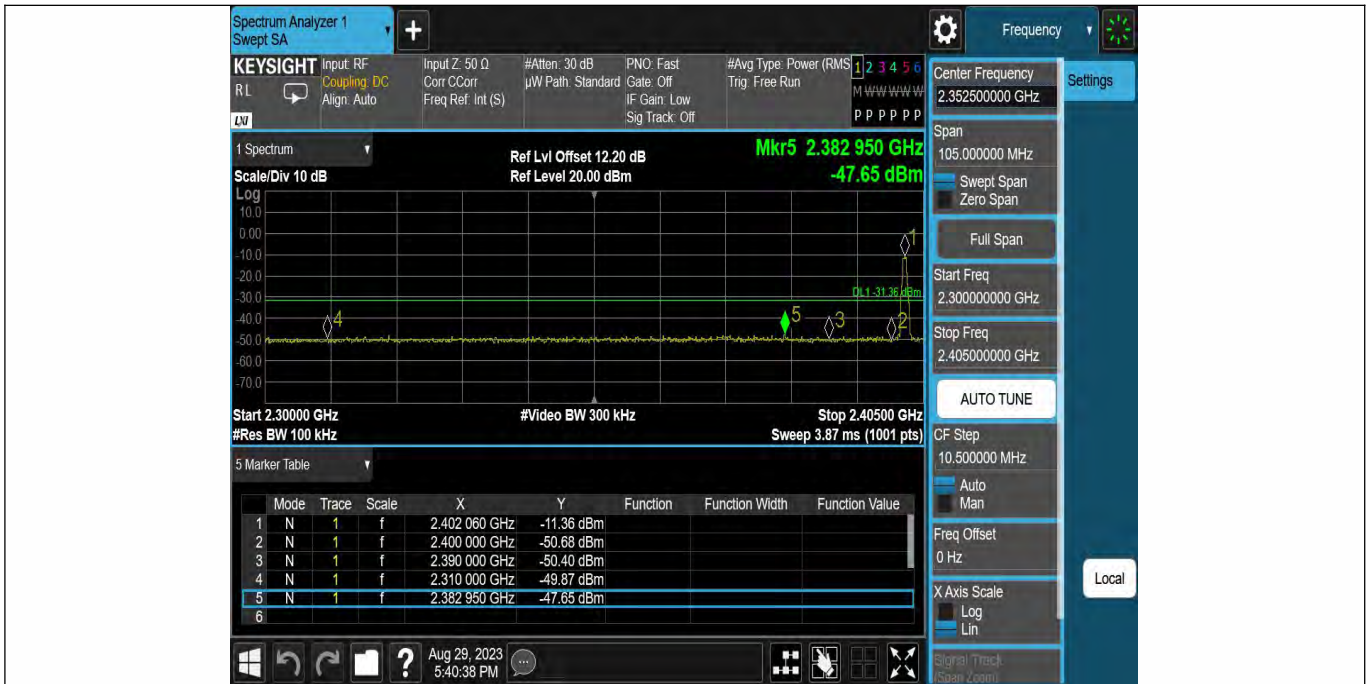 Spectrum Analyzer 1
Swept SA
+
Frequency
KEYSIGHT
RL
LXI
Input: RF
Coupling: DC
Align: Auto
Input Z: 50 Ω
Corr CCorr
Freq Ref: Int (S)
#Atten: 30 dB
µW Path: Standard
PNO: Fast
Gate: Off
IF Gain: Low
Sig Track: Off
#Avg Type: Power (RMS
Trig: Free Run
1 2 3 4 5 6
M W W W W W
P P P P P P
1 Spectrum
Scale/Div 10 dB
Ref Lvl Offset 12.20 dB
Ref Level 20.00 dBm
Mkr5 2.382 950 GHz
-47.65 dBm
Log
10.0
0.00
-10.0
-20.0
-30.0
-40.0
-50.0
-60.0
-70.0
DL1 -31.36 dBm
1
2
3
4
5
Start 2.30000 GHz
#Res BW 100 kHz
#Video BW 300 kHz
Stop 2.40500 GHz
Sweep 3.87 ms (1001 pts)
5 Marker Table
Mode Trace Scale X Y Function Function Width Function Value
1 N 1 f 2.402 060 GHz -11.36 dBm
2 N 1 f 2.400 000 GHz -50.68 dBm
3 N 1 f 2.390 000 GHz -50.40 dBm
4 N 1 f 2.310 000 GHz -49.87 dBm
5 N 1 f 2.382 950 GHz -47.65 dBm
6
Aug 29, 2023
5:40:38 PM
?
Center Frequency
2.352500000 GHz
Settings
Span
105.000000 MHz
Swept Span
Zero Span
Full Span
Start Freq
2.300000000 GHz
Stop Freq
2.405000000 GHz
AUTO TUNE
CF Step
10.500000 MHz
Auto
Man
Freq Offset
0 Hz
X Axis Scale
Log
Lin
Signal Track
(Span Zoom)
Local